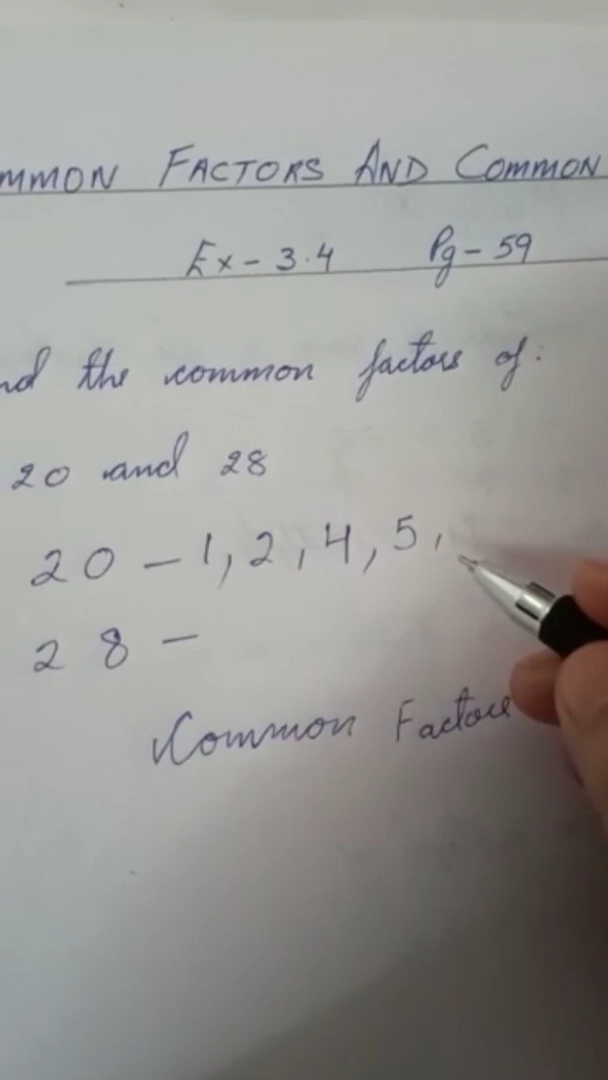 MMON FACTORS AND COMMON
Ex - 3.4 Pg - 59
nd the common factors of:
20 and 28
20 - 1, 2, 4, 5,
28 -
Common Factors